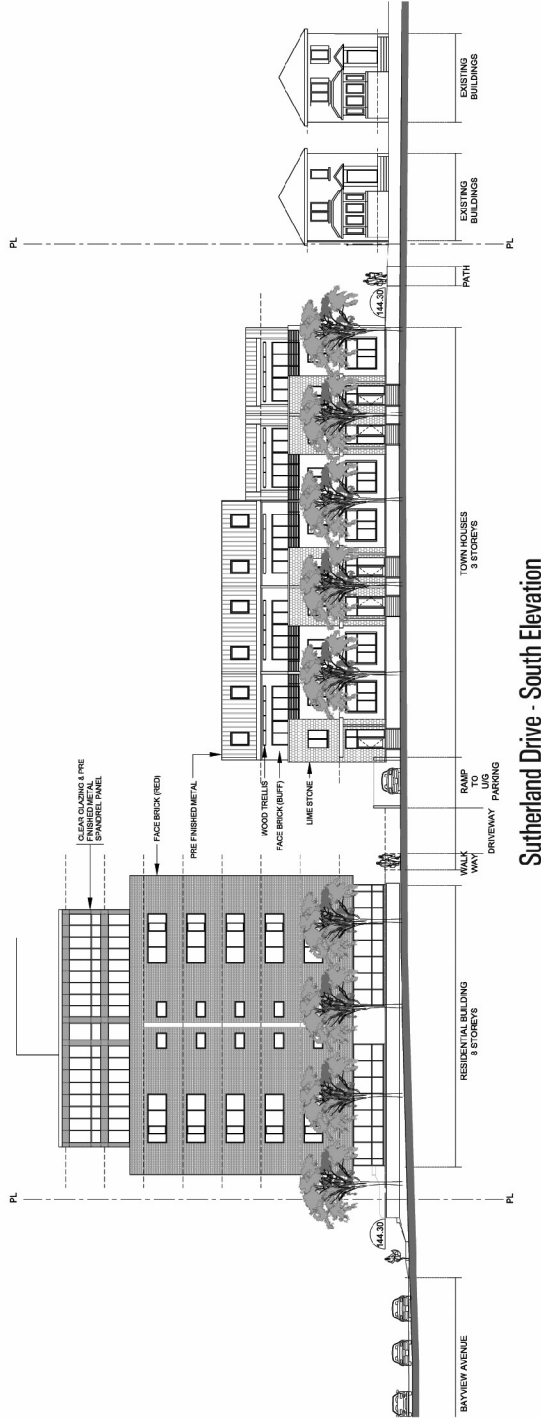 PL
PL
CLEAR GLAZING & PRE
FINISHED METAL
SPANDREL PANEL
FACE BRICK (RED)
PRE FINISHED METAL
WOOD TRELLIS
FACE BRICK (BUFF)
LIME STONE
144.30
144.30
PL
PL
BAYVIEW AVENUE
RESIDENTIAL BUILDING
8 STOREYS
WALK
WAY
DRIVEWAY
RAMP
TO
U/G
PARKING
TOWN HOUSES
3 STOREYS
PATH
EXISTING
BUILDINGS
EXISTING
BUILDINGS
Sutherland Drive - South Elevation